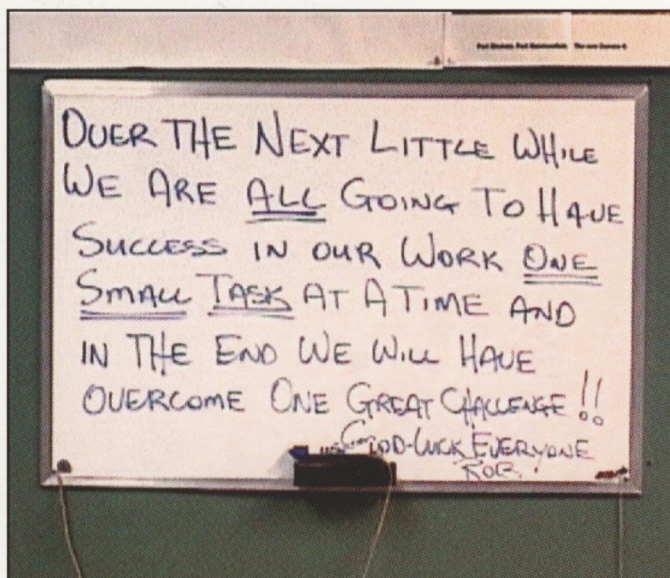 OVER THE NEXT LITTLE WHILE
WE ARE ALL GOING TO HAVE
SUCCESS IN OUR WORK ONE
SMALL TASK AT A TIME AND
IN THE END WE WILL HAVE
OVERCOME ONE GREAT CHALLENGE!!
GOOD-LUCK EVERYONE
ROB